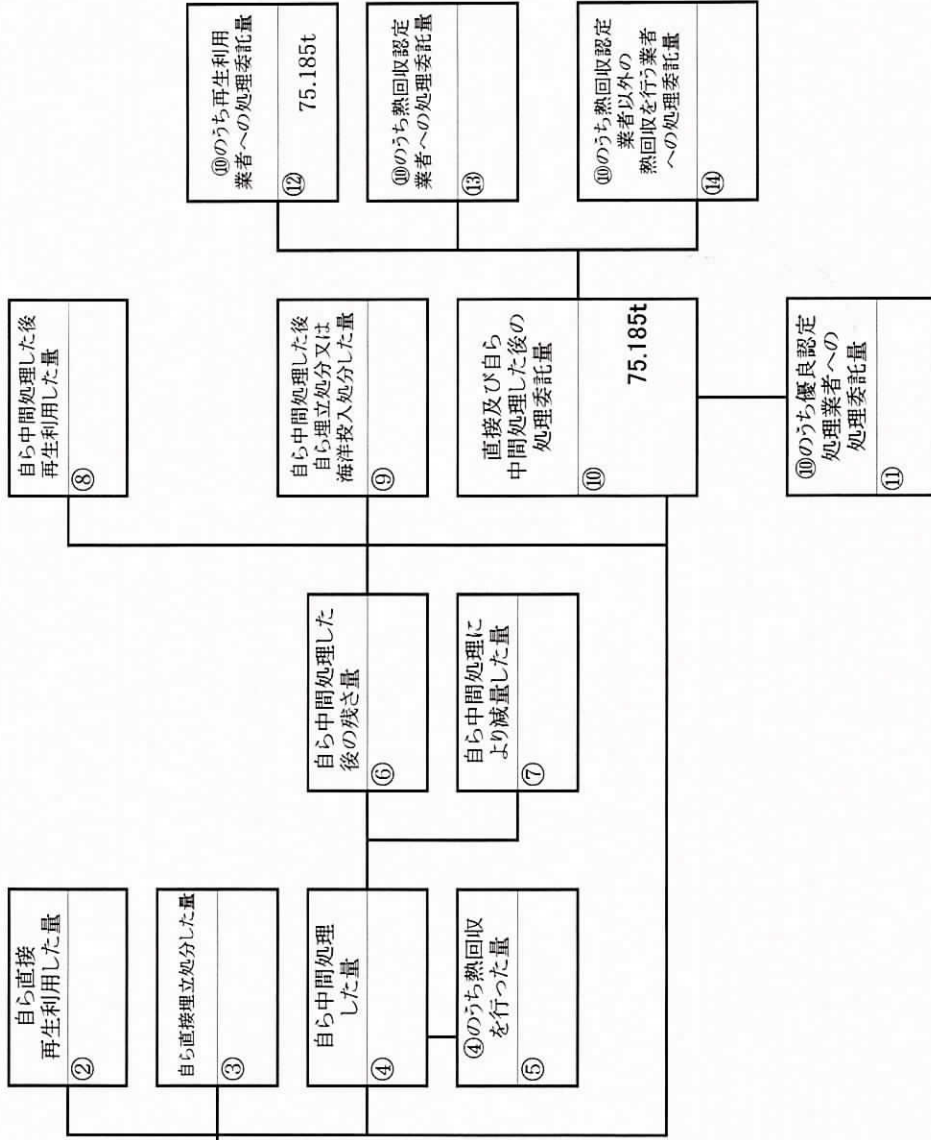 自ら直接
再生利用した量
②
自ら直接埋立処分した量
③
自ら中間処理
した量
④
④のうち熱回収
を行った量
⑤
自ら中間処理した
後の残さ量
⑥
自ら中間処理に
より減量した量
⑦
自ら中間処理した後
再生利用した量
⑧
自ら中間処理した後
自ら埋立処分又は
海洋投入処分した量
⑨
直接及び自ら
中間処理した後の
処理委託量
⑩
75.185t
⑩のうち優良認定
処理業者への
処理委託量
⑪
⑩のうち再生利用
業者への処理委託量
⑫
75.185t
⑩のうち熱回収認定
業者への処理委託量
⑬
⑩のうち熱回収認定
業者以外の
熱回収を行う業者
への処理委託量
⑭